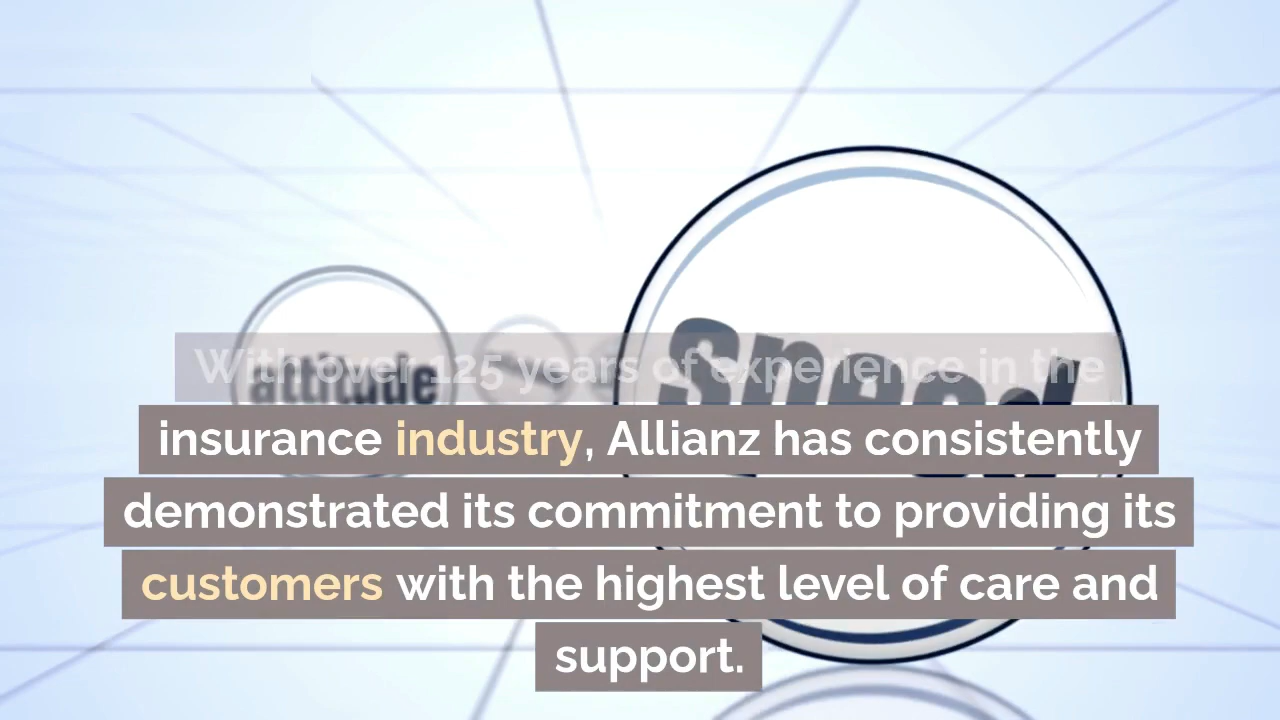 attitude
Speed
With over 125 years of experience in the
insurance industry, Allianz has consistently
demonstrated its commitment to providing its
customers with the highest level of care and
support.